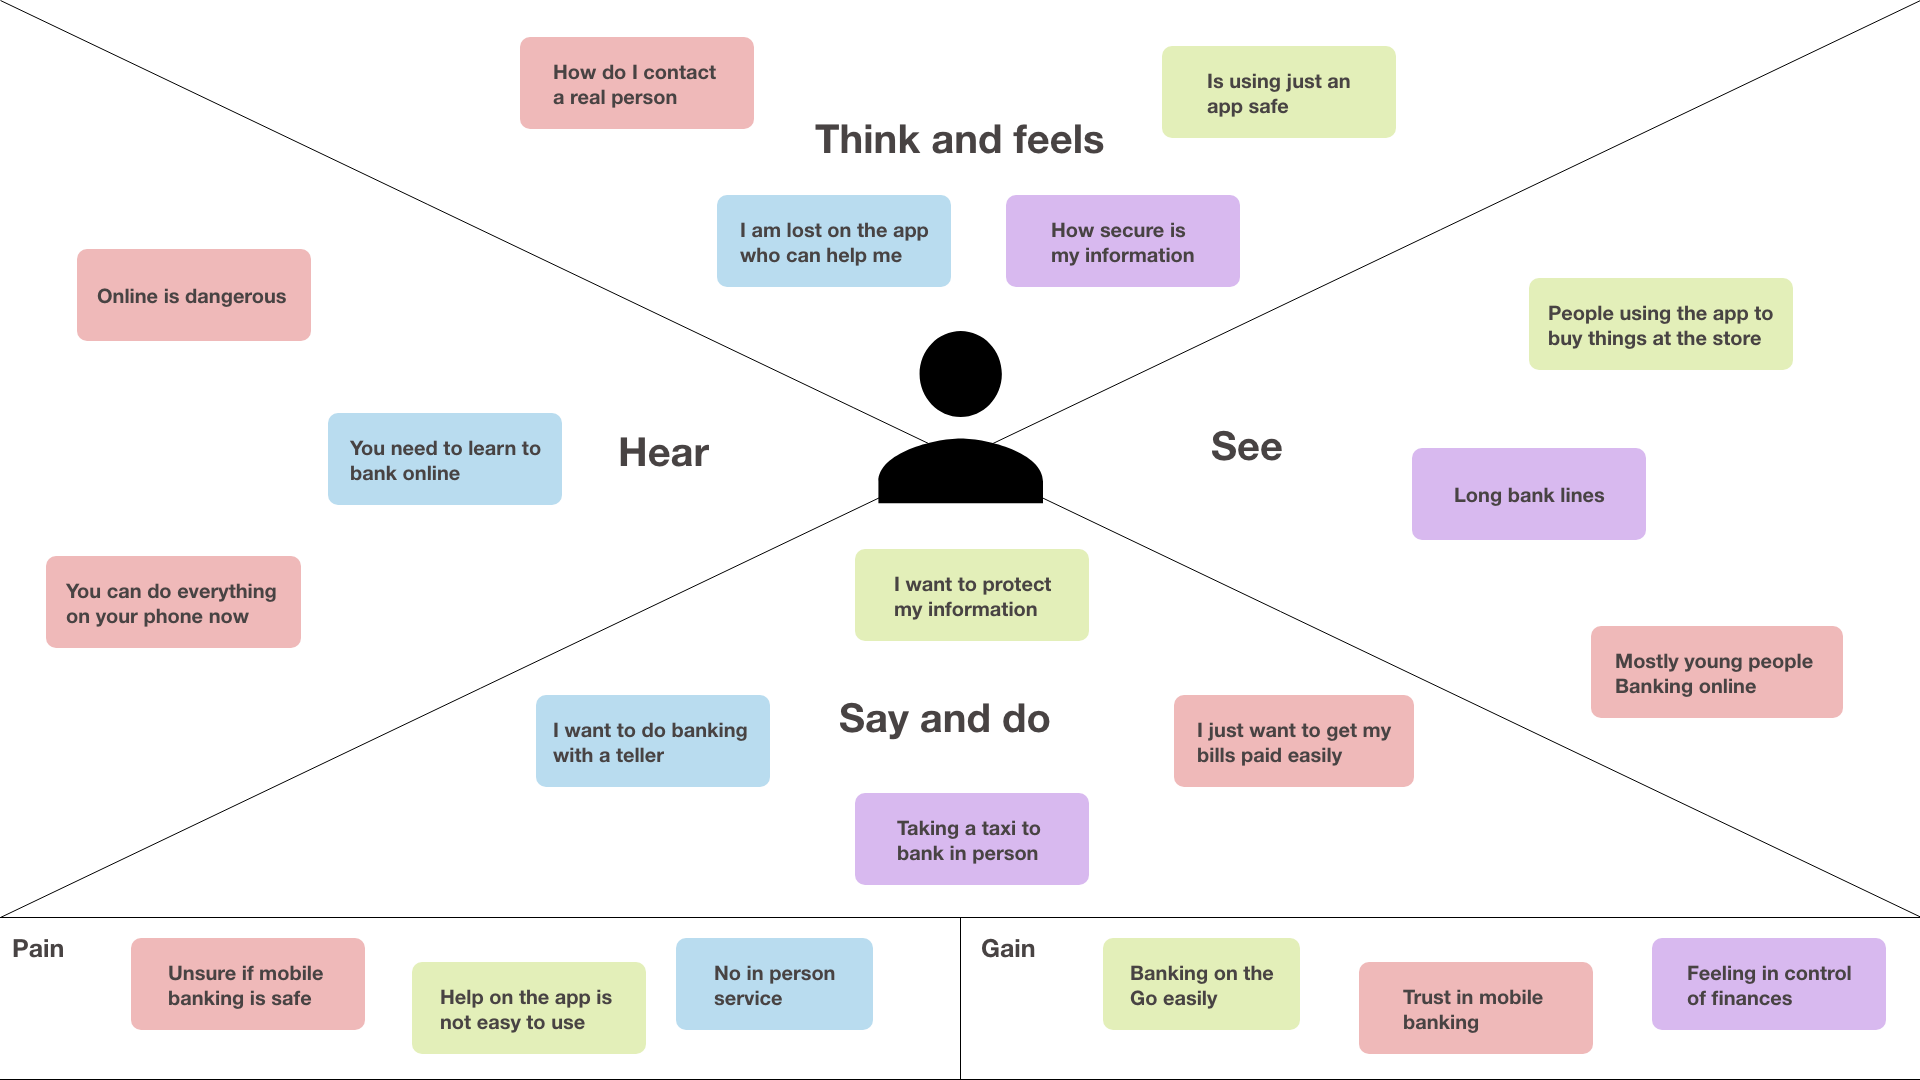 How do I contact
a real person
Is using just an
app safe
Think and feels
I am lost on the app
who can help me
How secure is
my information
Online is dangerous
You need to learn to
bank online
Hear
You can do everything
on your phone now
See
People using the app to
buy things at the store
Long bank lines
Mostly young people
Banking online
I want to protect
my information
Say and do
I want to do banking
with a teller
I just want to get my
bills paid easily
Taking a taxi to
bank in person
Pain
Unsure if mobile
banking is safe
Help on the app is
not easy to use
No in person
service
Gain
Banking on the
Go easily
Trust in mobile
banking
Feeling in control
of finances